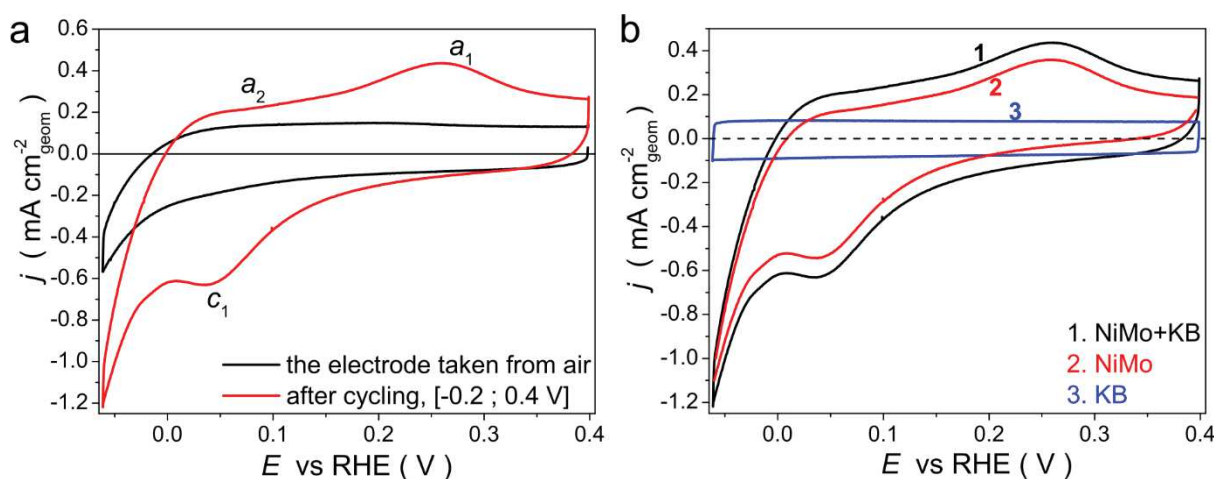 a
0.6
0.4
0.2
0.0
-0.2
-0.4
-0.6
-0.8
-1.0
-1.2
j ( mA cm⁻²geom )
a₁
a₂
c₁
the electrode taken from air
after cycling, [-0.2 ; 0.4 V]
0.0 0.1 0.2 0.3 0.4
E vs RHE ( V )
b
0.4
0.2
0.0
-0.2
-0.4
-0.6
-0.8
-1.0
-1.2
j ( mA cm⁻²geom )
1
2
3
1. NiMo+KB
2. NiMo
3. KB
0.0 0.1 0.2 0.3 0.4
E vs RHE ( V )